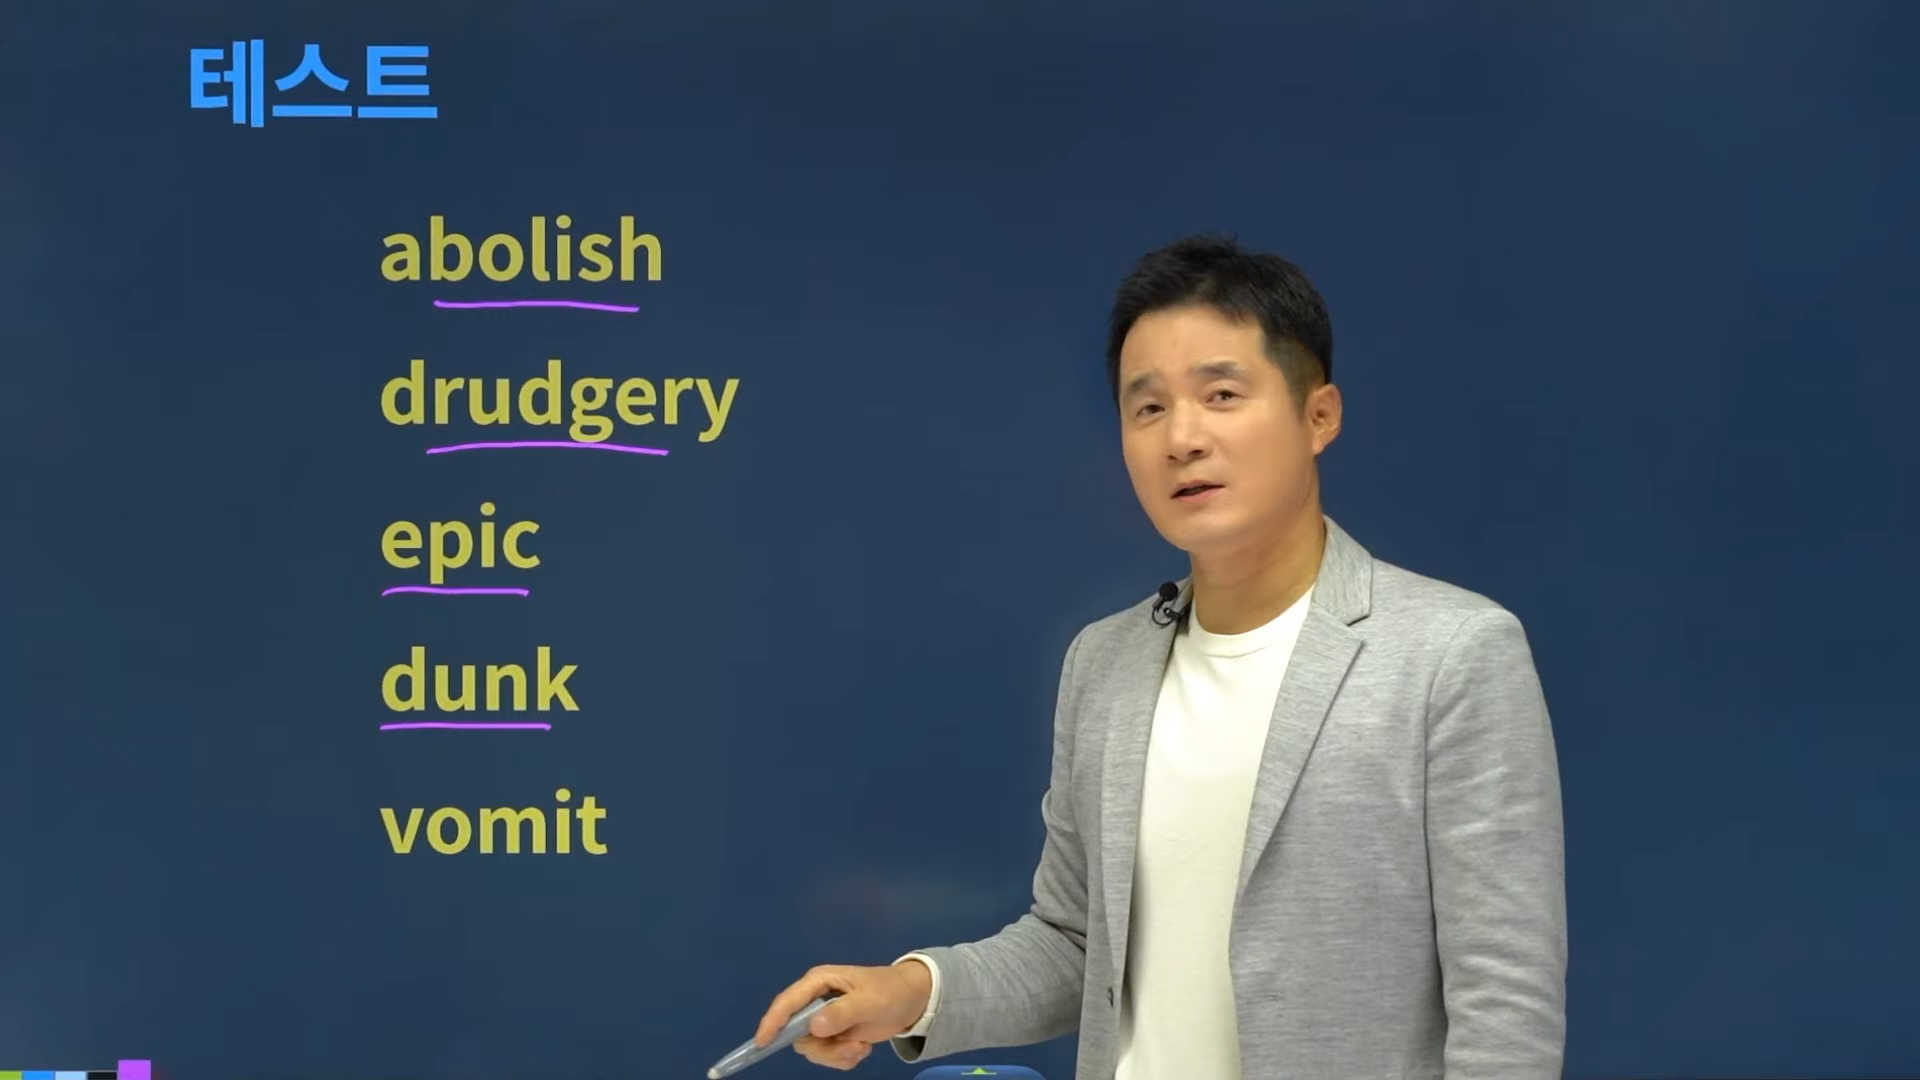 테스트
abolish
drudgery
epic
dunk
vomit